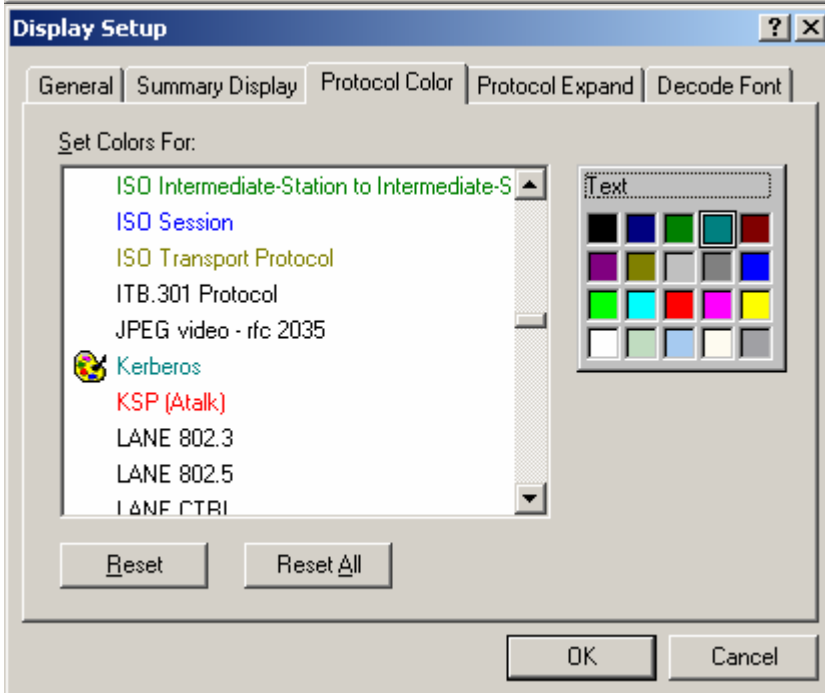 Display Setup
General Summary Display Protocol Color Protocol Expand Decode Font
Set Colors For:
ISO Intermediate-Station to Intermediate-S
Text
ISO Session
ISO Transport Protocol
ITB.301 Protocol
JPEG video - rfc 2035
Kerberos
KSP (Atalk)
LANE 802.3
LANE 802.5
LANE CTRL
Reset Reset All
OK Cancel